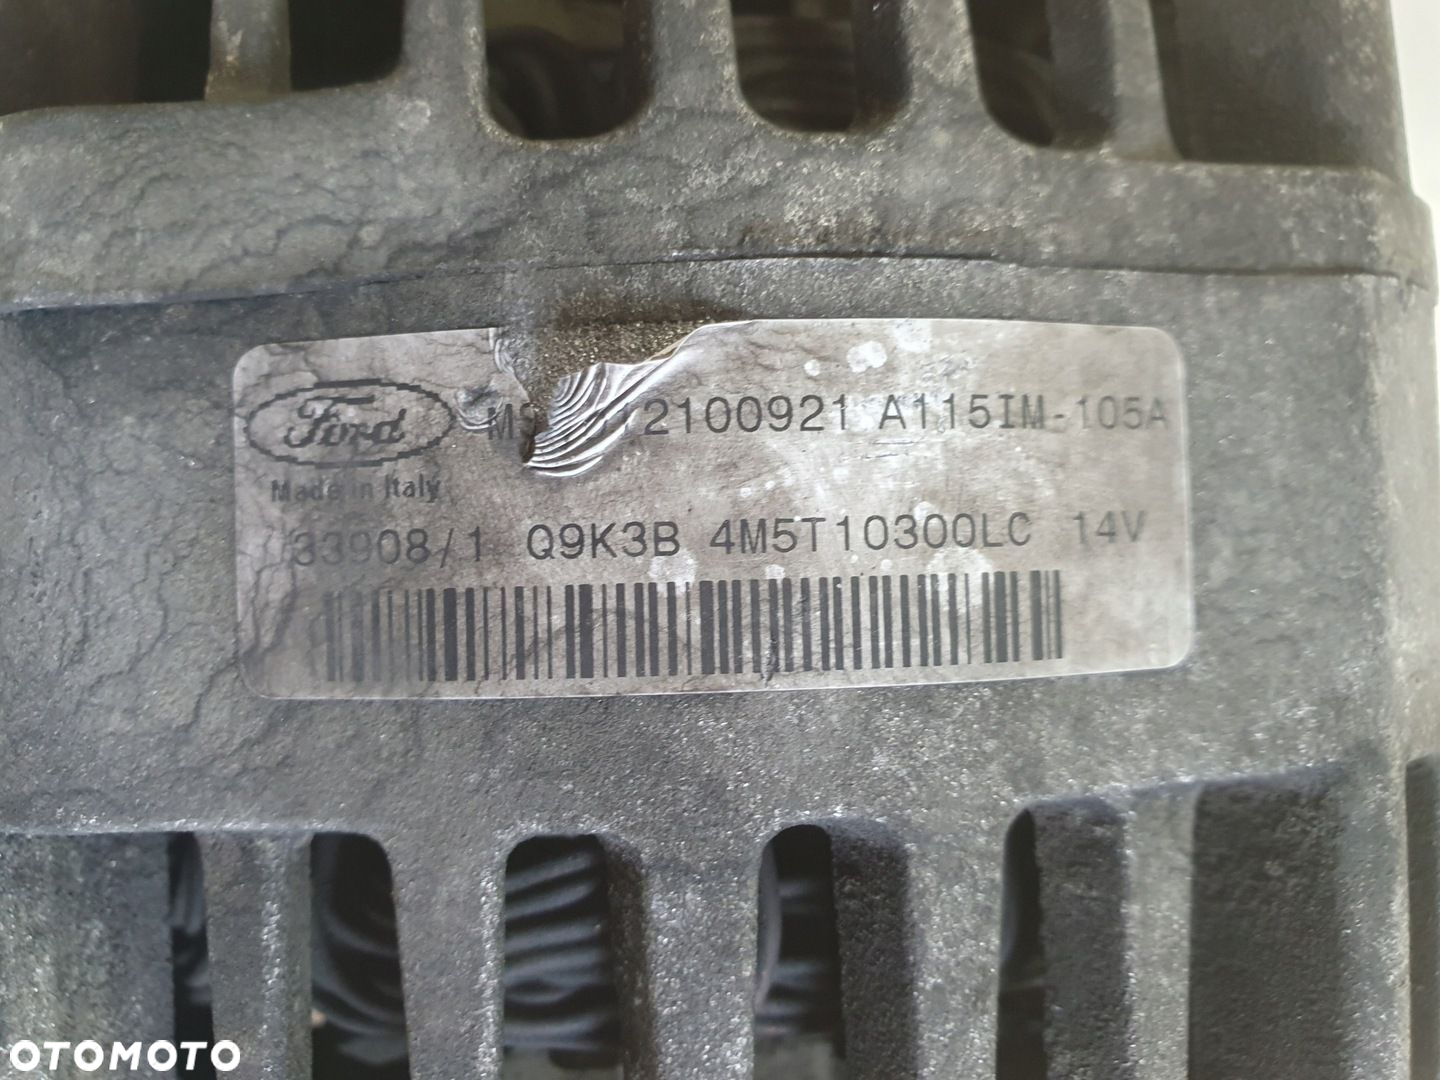 Ford
2100921 A115IM-105A
Made in Italy
33908/1 Q9K3B 4M5T10300LC 14V
OTOMOTO